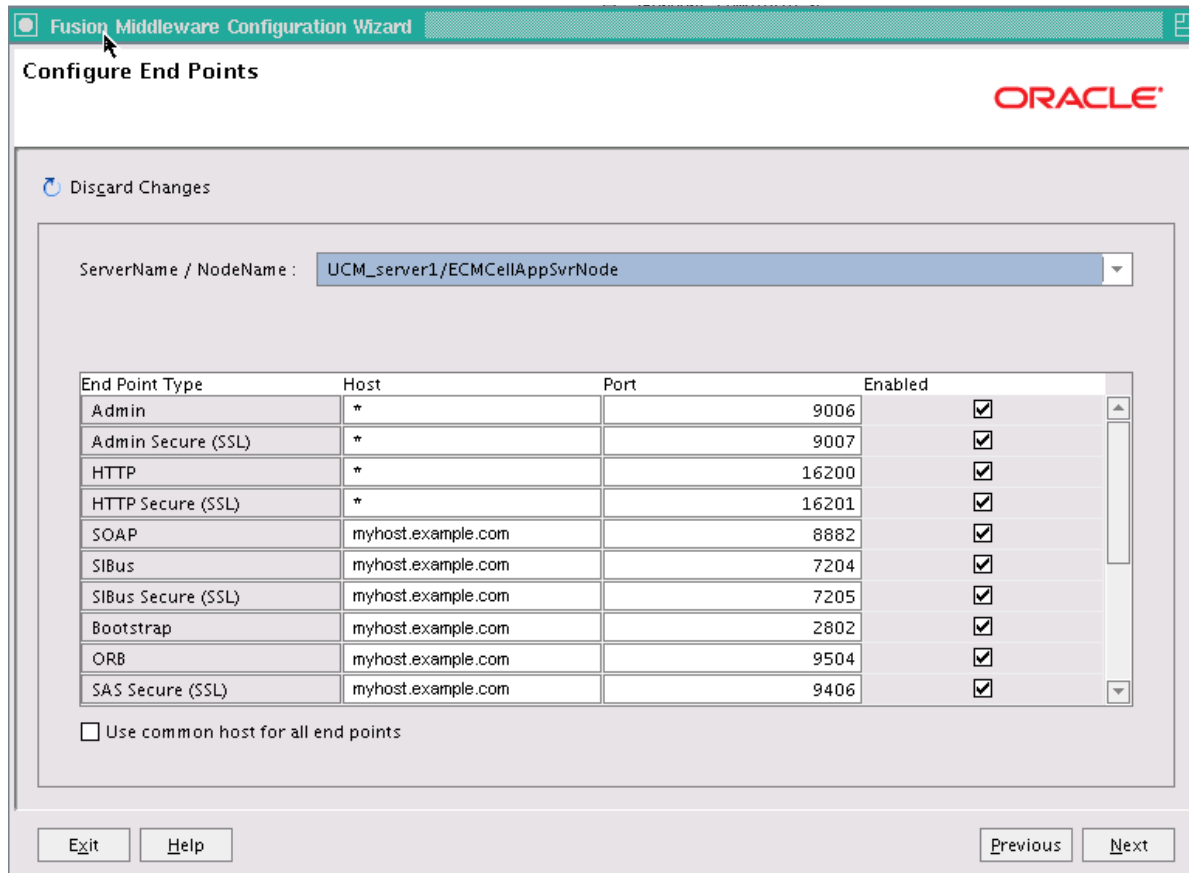 Fusion Middleware Configuration Wizard
Configure End Points
ORACLE
Discard Changes
ServerName / NodeName : UCM_server1/ECMCellAppSvrNode
End Point Type Host Port Enabled
Admin * 9006
Admin Secure (SSL) * 9007
HTTP * 16200
HTTP Secure (SSL) * 16201
SOAP myhost.example.com 8882
SIBus myhost.example.com 7204
SIBus Secure (SSL) myhost.example.com 7205
Bootstrap myhost.example.com 2802
ORB myhost.example.com 9504
SAS Secure (SSL) myhost.example.com 9406
Use common host for all end points
Exit Help Previous Next